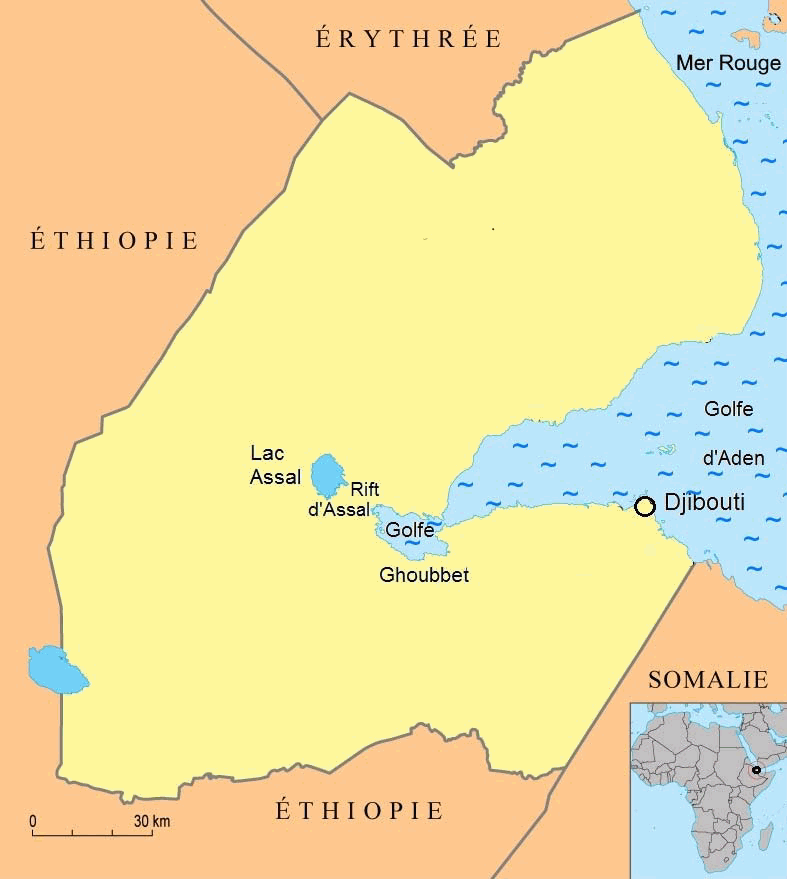 ÉRYTHRÉE
Mer Rouge
ÉTHIOPIE
Golfe
d'Aden
Lac
Assal
Rift
d'Assal
Djibouti
Golfe
Ghoubbet
SOMALIE
ÉTHIOPIE
0 30 km